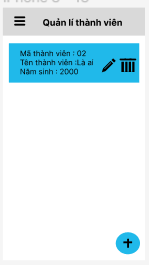 Quản lí thành viên
Mã thành viên : 02
Tên thành viên :Là ai
Năm sinh : 2000